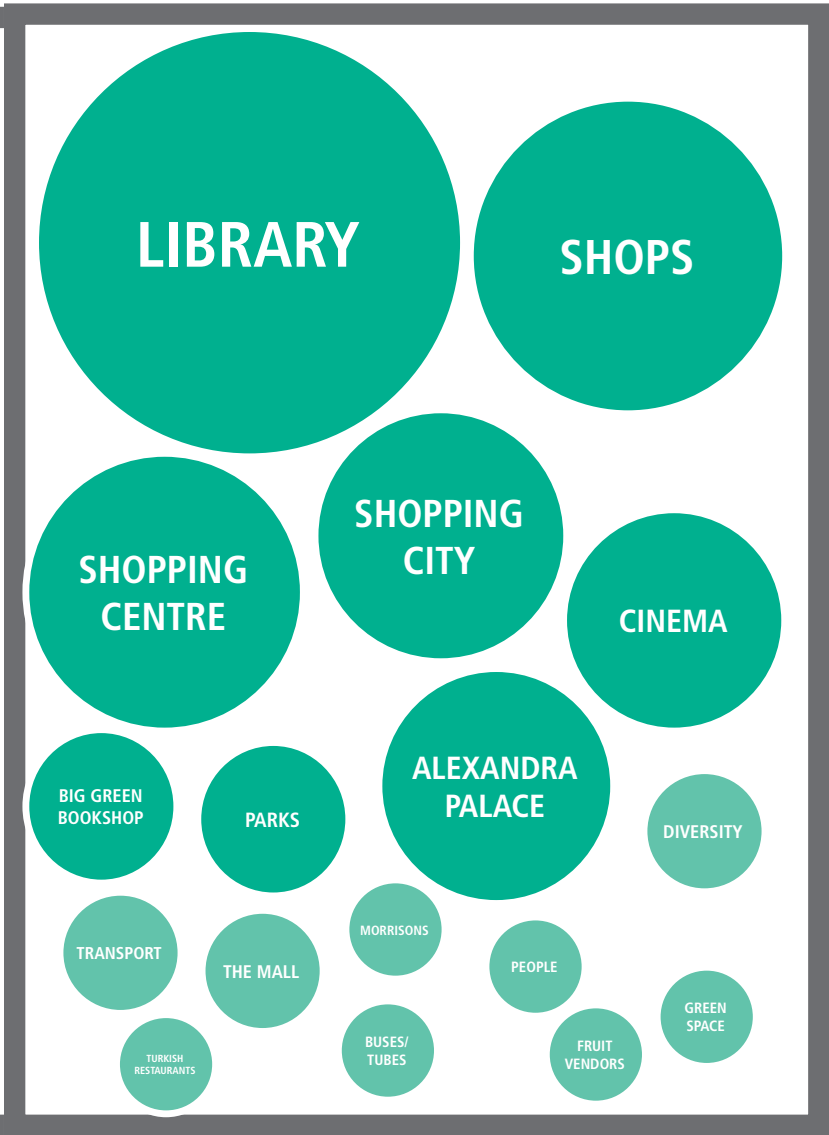 LIBRARY
SHOPS
SHOPPING
CITY
SHOPPING
CENTRE
CINEMA
ALEXANDRA
PALACE
BIG GREEN
BOOKSHOP
PARKS
DIVERSITY
TRANSPORT
THE MALL
MORRISONS
PEOPLE
GREEN
SPACE
TURKISH
RESTAURANTS
BUSES/
TUBES
FRUIT
VENDORS